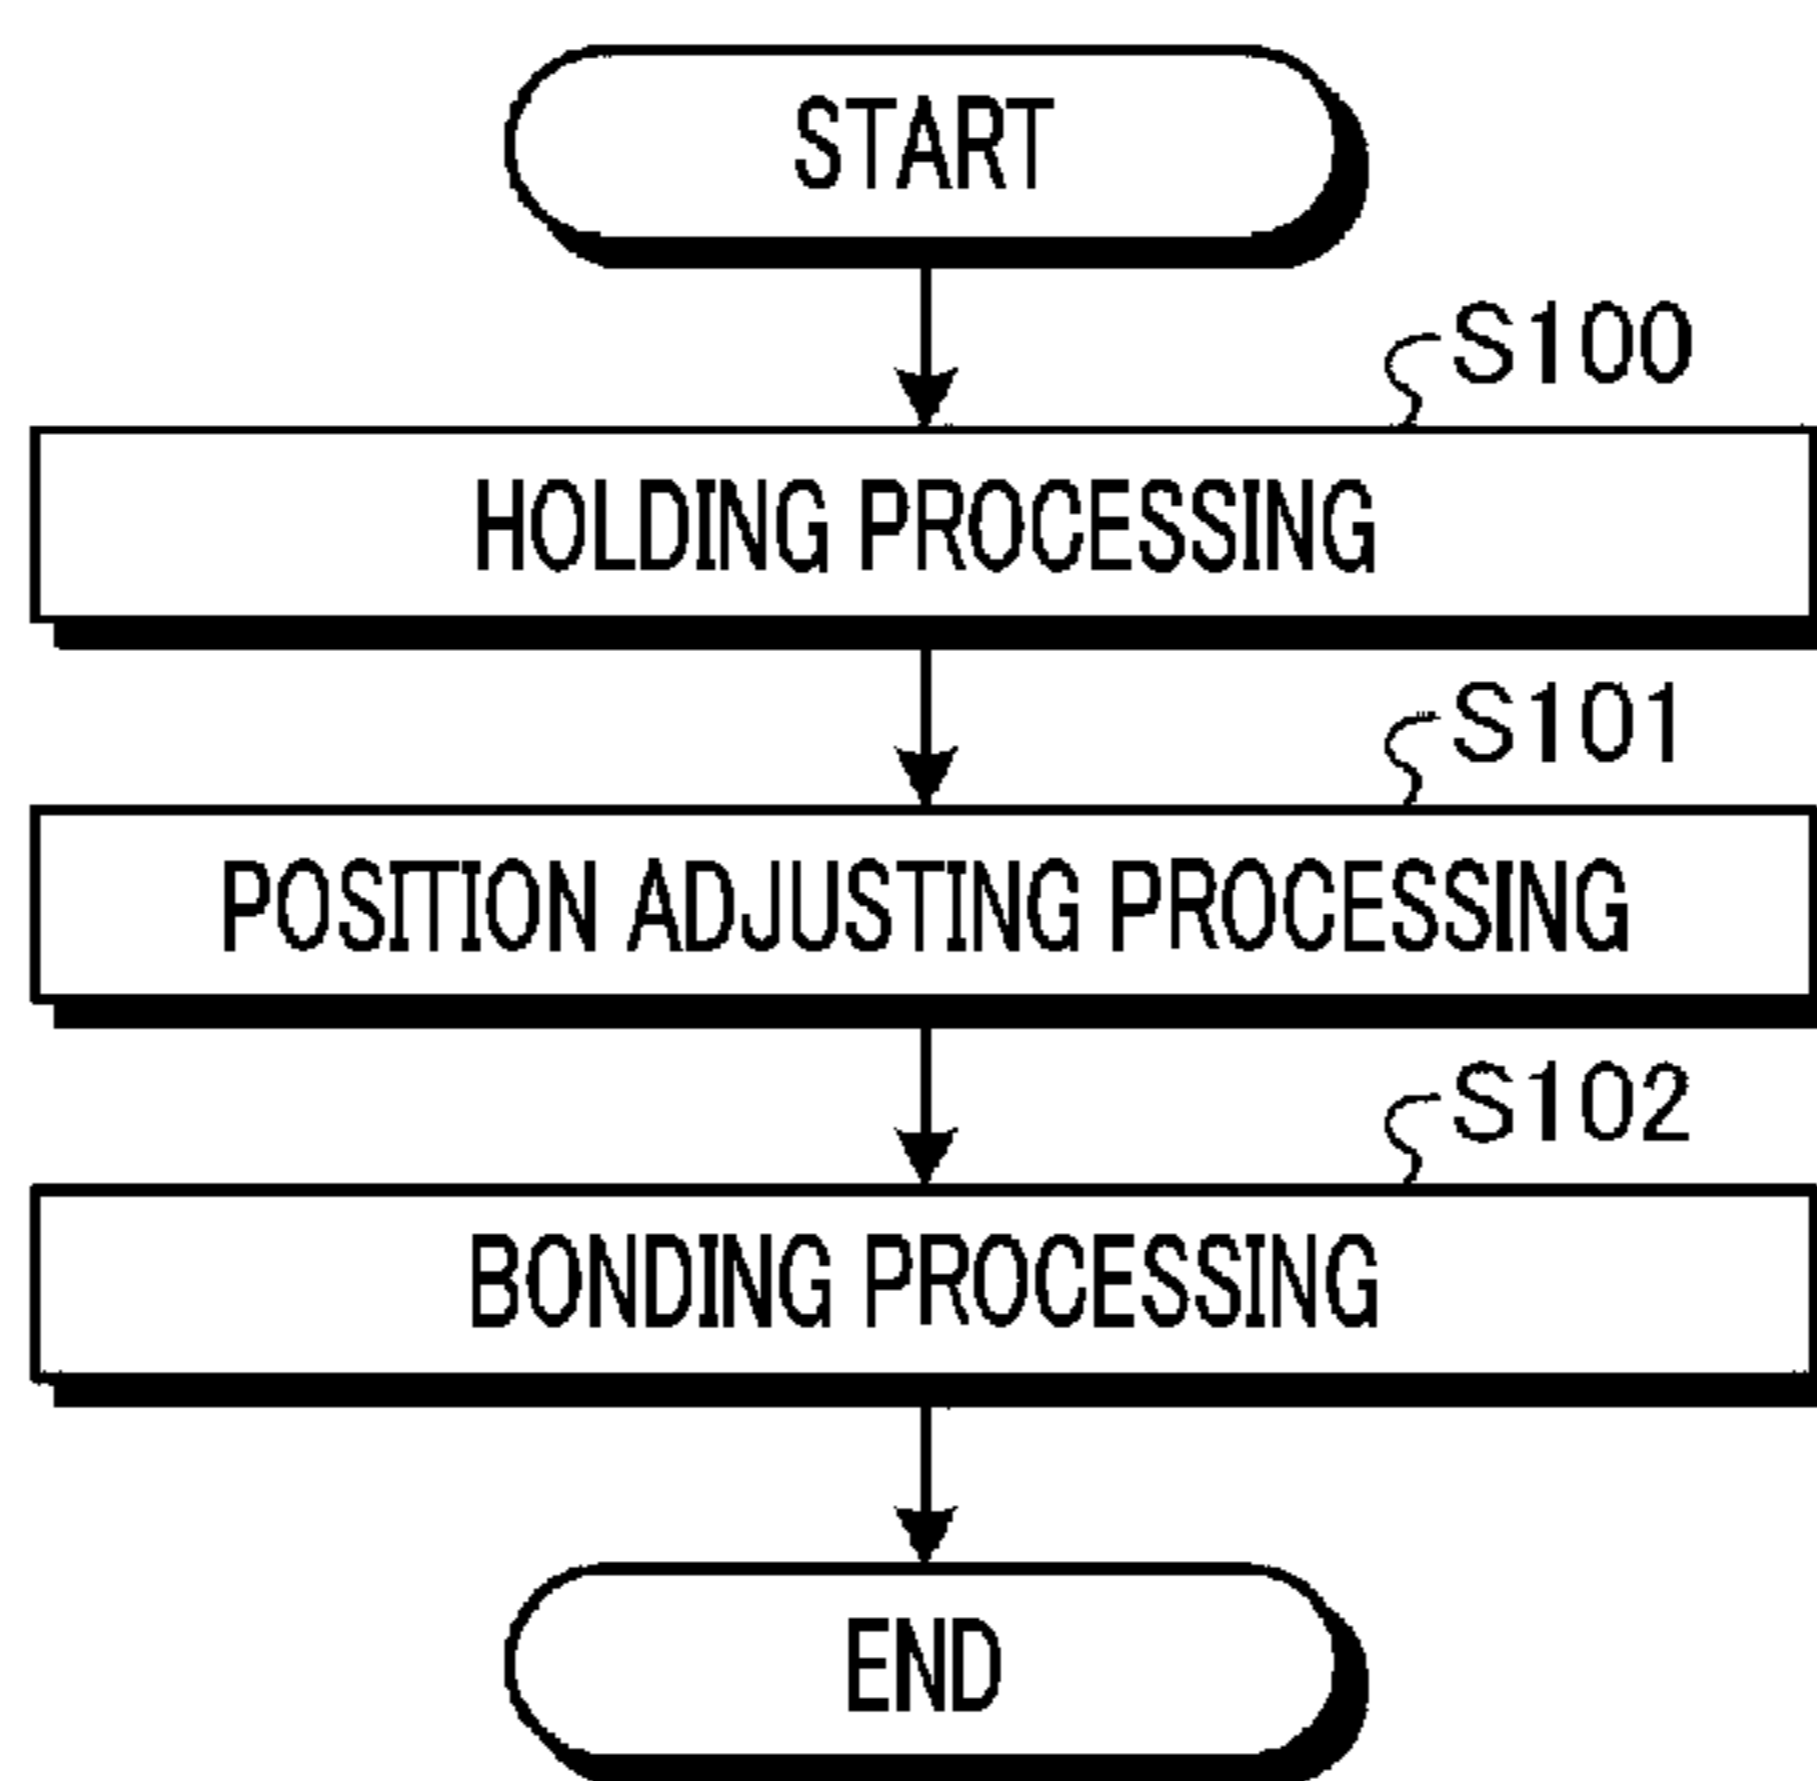 START
S100
HOLDING PROCESSING
S101
POSITION ADJUSTING PROCESSING
S102
BONDING PROCESSING
END